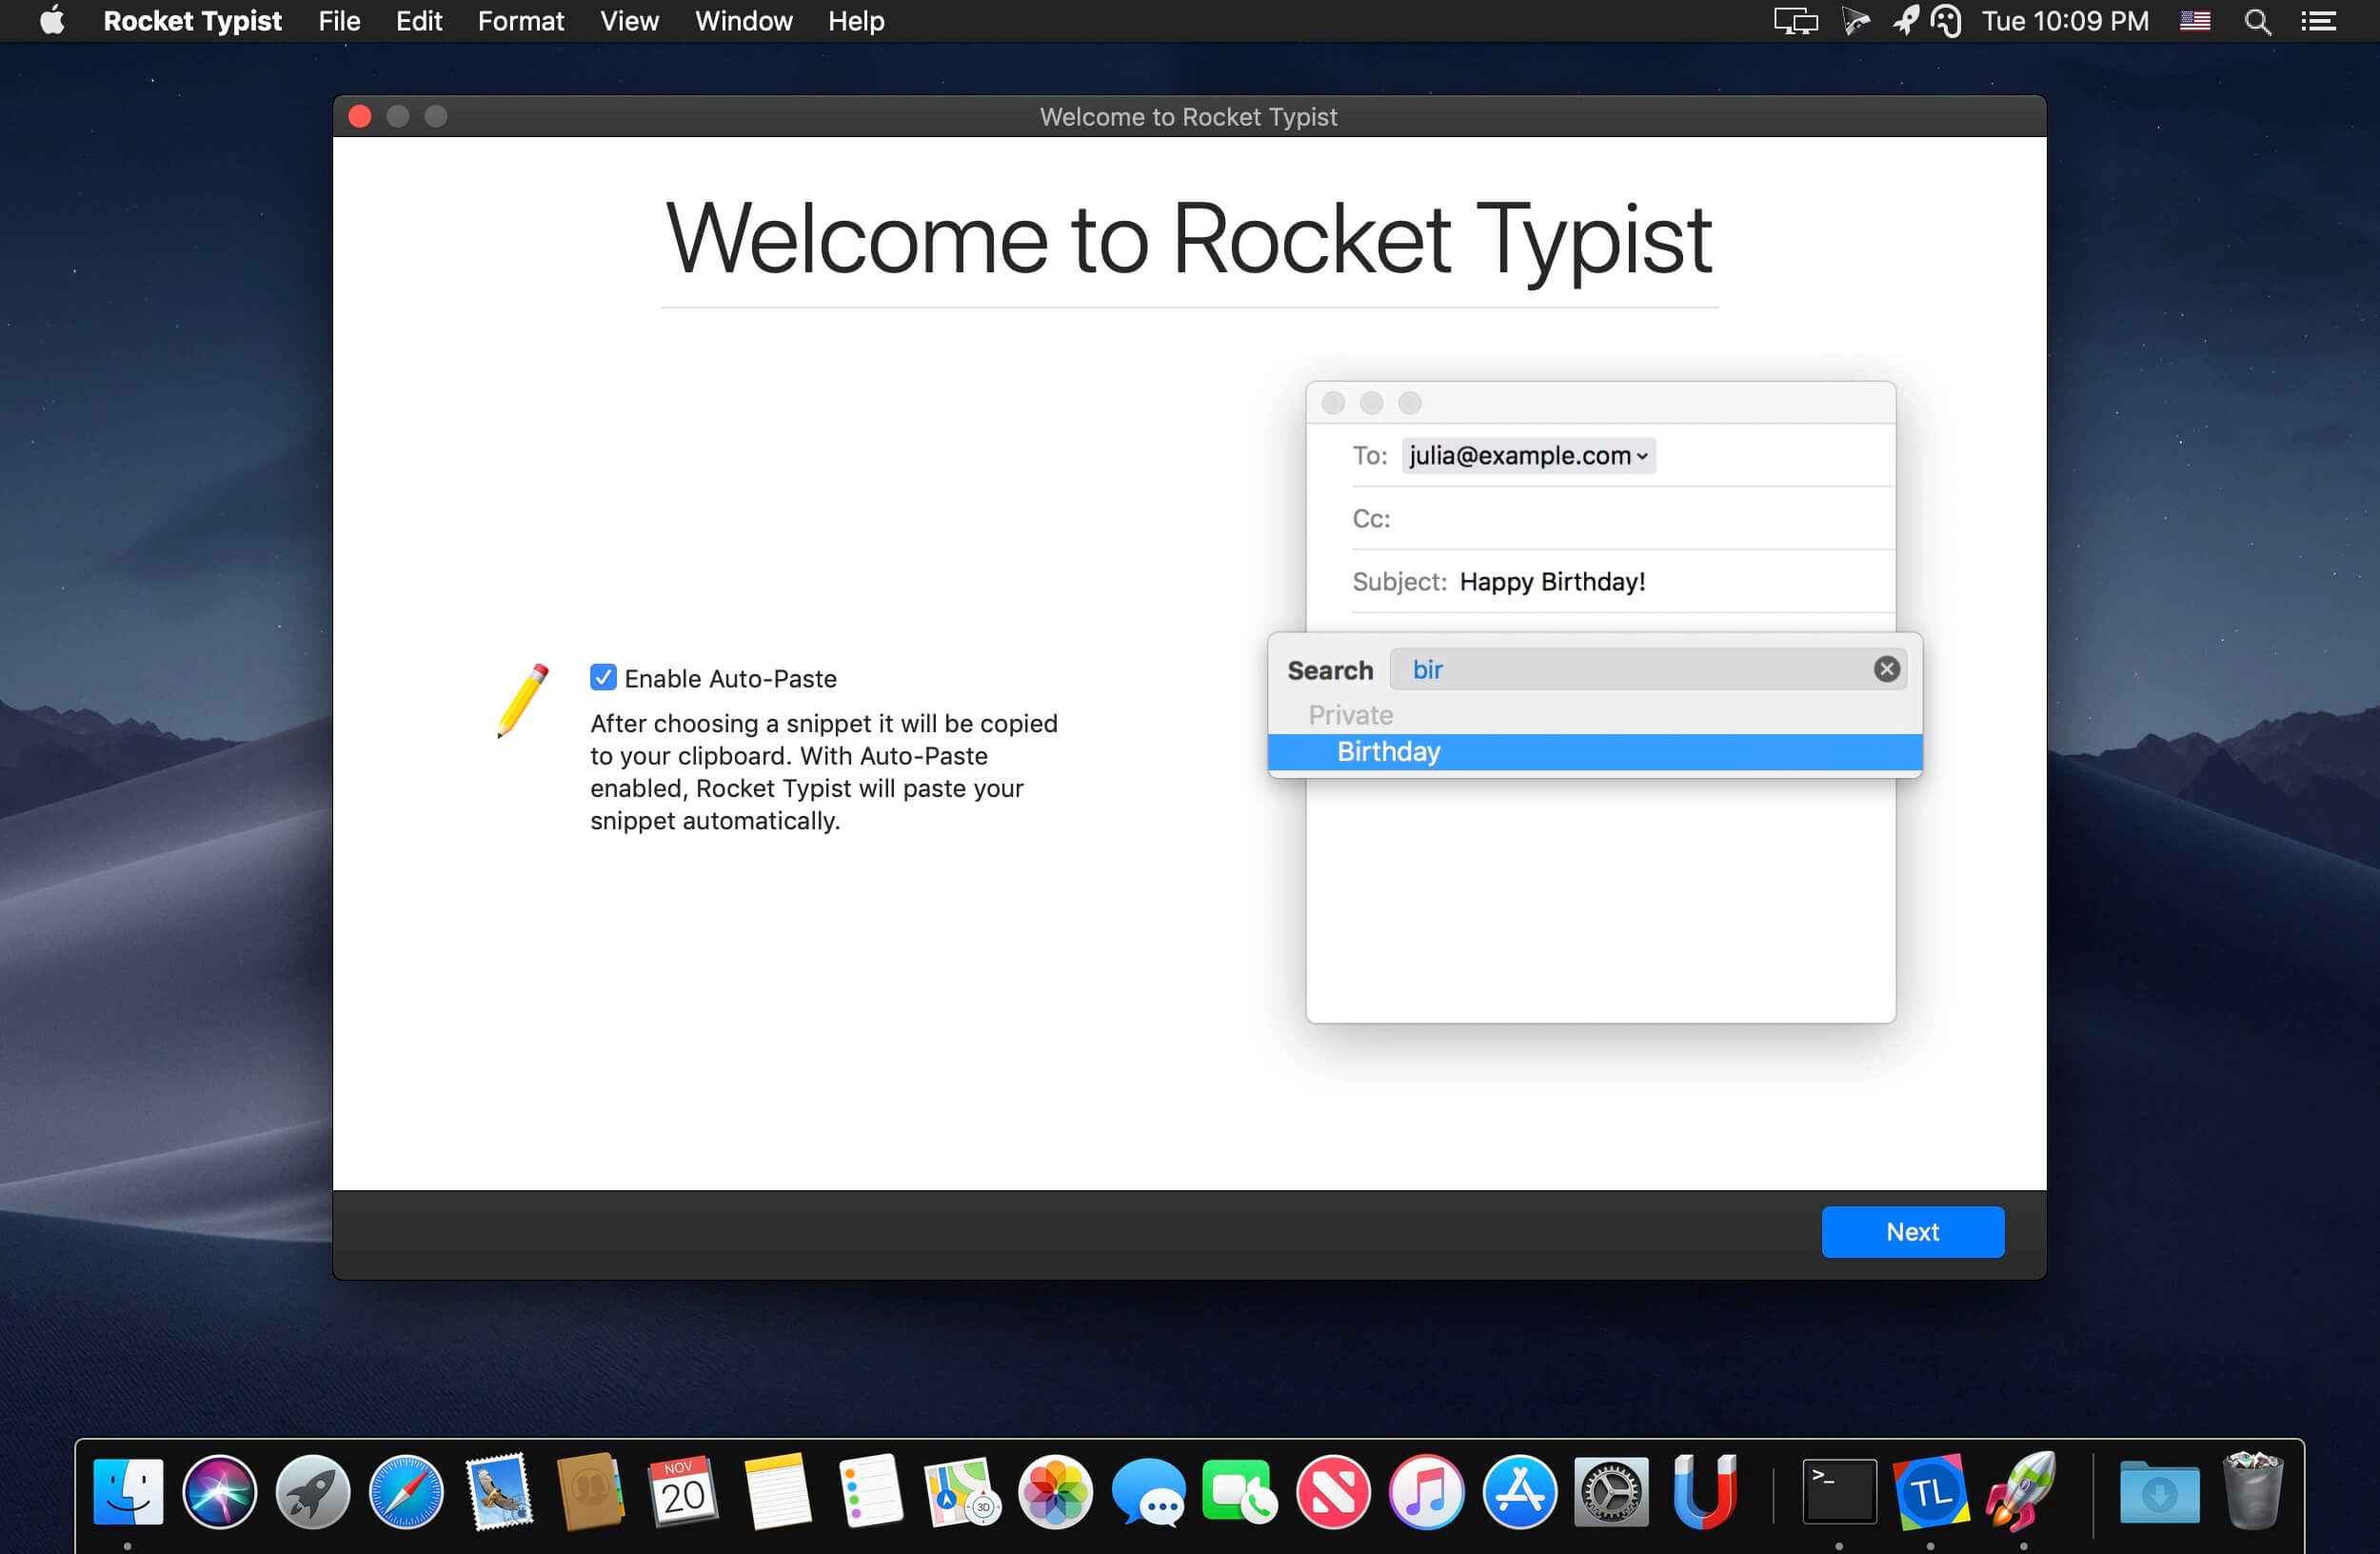 Rocket Typist File Edit Format View Window Help Tue 10:09 PM
Welcome to Rocket Typist
Welcome to Rocket Typist
To: julia@example.com
Cc:
Subject: Happy Birthday!
Search bir
Private
Birthday
Enable Auto-Paste
After choosing a snippet it will be copied
to your clipboard. With Auto-Paste
enabled, Rocket Typist will paste your
snippet automatically.
Next
NOV
20
3D
>_
TL